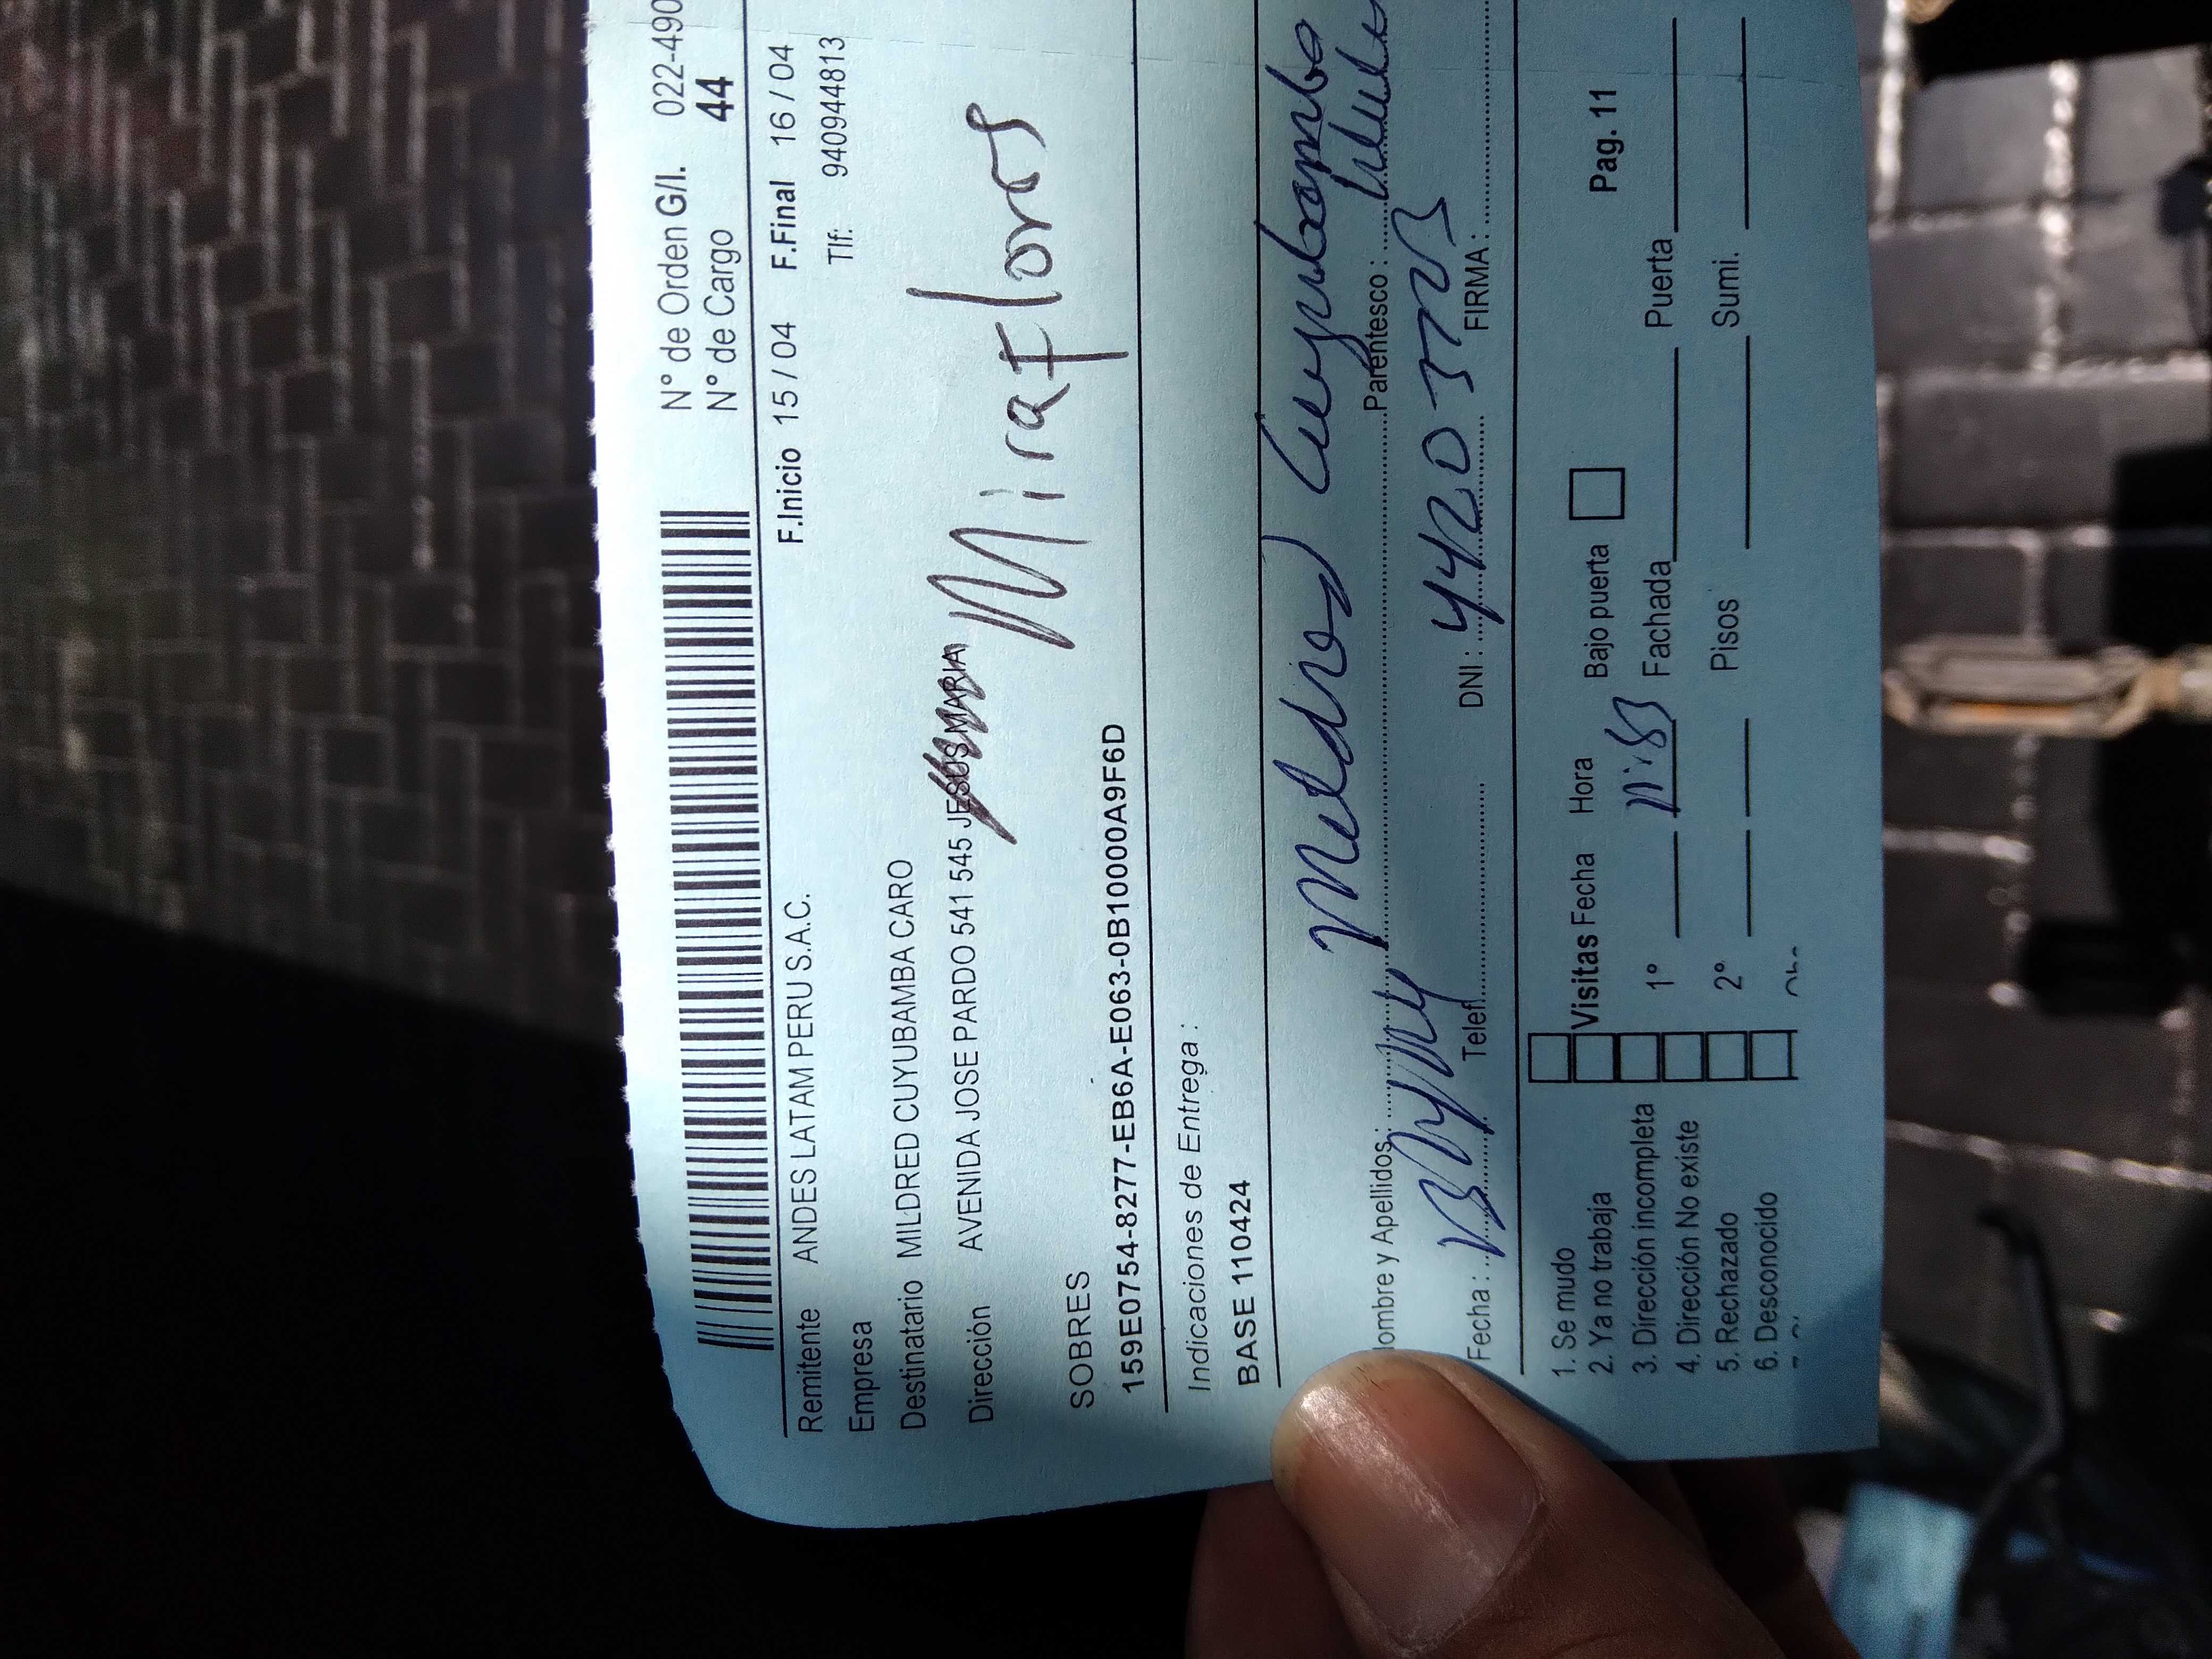 N° de Orden G/I. 022-490
N° de Cargo 44
F.Inicio 15 / 04 F.Final 16 / 04
Remitente ANDES LATAM PERU S.A.C. Tlf: 940944813
Empresa
Destinatario MILDRED CUYUBAMBA CARO
Dirección AVENIDA JOSE PARDO 541 545 JESUS MARIA
Miraflores
SOBRES
159E0754-8277-EB6A-E063-0B10000A9F6D
Indicaciones de Entrega :
BASE 110424
Mildred Cuyubamba
ombre y Apellidos : Parentesco :
Fecha : Telef. DNI : FIRMA :
1. Se mudo
2. Ya no trabaja Visitas Fecha Hora Bajo puerta Pag. 11
3. Dirección incompleta 1° Fachada Puerta
4. Dirección No existe
5. Rechazado 2° Pisos Sumi.
6. Desconocido